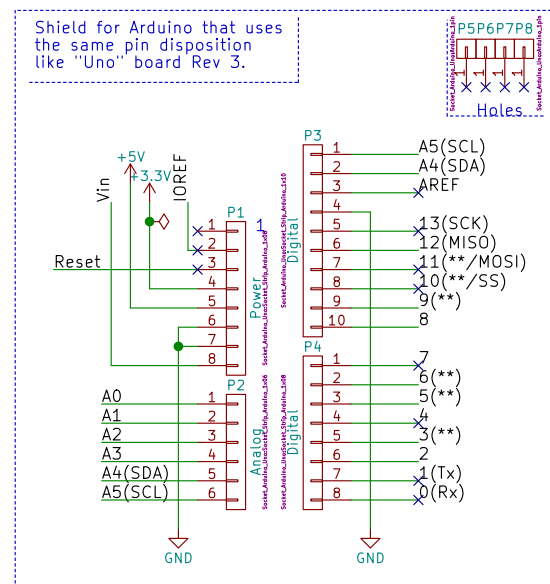 Shield for Arduino that uses
the same pin disposition
like "Uno" board Rev 3.
P5 P6 P7 P8
1 1 1 1
Holes
+5V
+3.3V
Vin
IOREF
Reset
P1
1
1
2
3
4
5
6
7
8
Power
P2
A0 1
A1 2
A2 3
A3 4
A4(SDA) 5
A5(SCL) 6
Analog
GND
P3
1 A5(SCL)
2 A4(SDA)
3 AREF
4
5 13(SCK)
6 12(MISO)
7 11(**/MOSI)
8 10(**/SS)
9 9(**)
10 8
Digital
P4
1 7
2 6(**)
3 5(**)
4 4
5 3(**)
6 2
7 1(Tx)
8 0(Rx)
Digital
GND